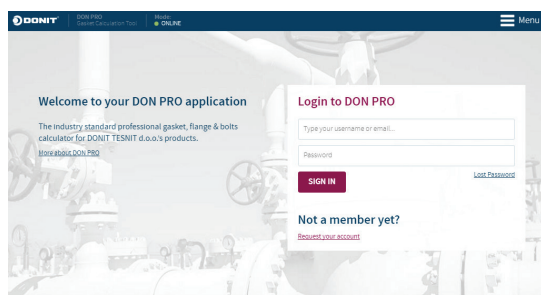 DONIT
DON PRO
Gasket Calculation Tool
Mode:
ONLINE
Menu
Welcome to your DON PRO application
The industry standard professional gasket, flange & bolts
calculator for DONIT TESNIT d.o.o.'s products.
More about DON PRO
Login to DON PRO
Type your username or email...
Password
SIGN IN
Lost Password
Not a member yet?
Request your account